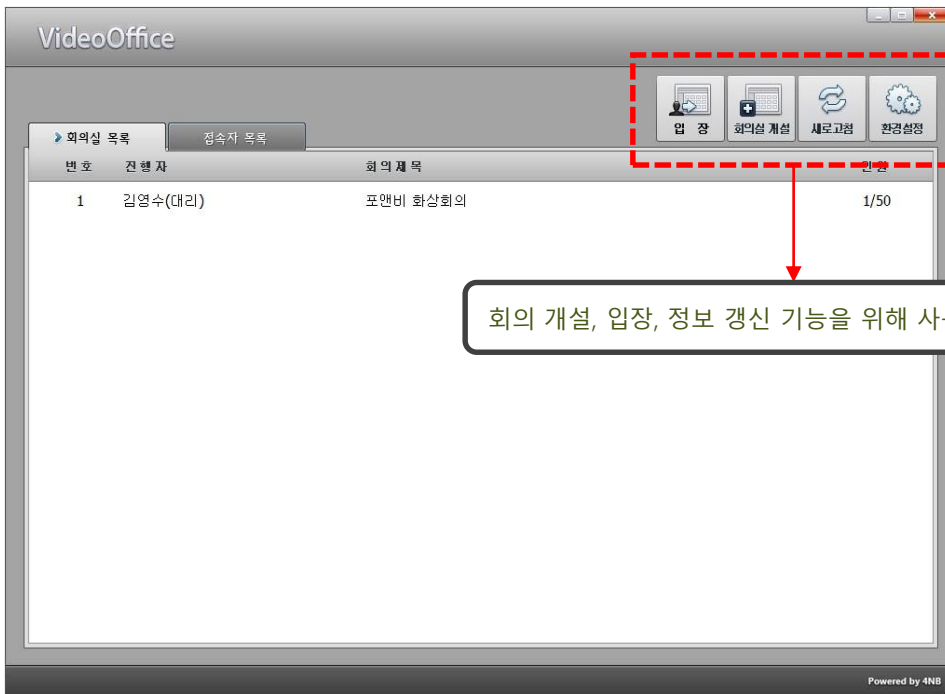 VideoOffice
입 장 회의실 개설 새로고침 환경설정
회의실 목록 접속자 목록
번호 진행자 회의제목 인원
1 김영수(대리) 포앤비 화상회의 1/50
회의 개설, 입장, 정보 갱신 기능을 위해
Powered by 4NB